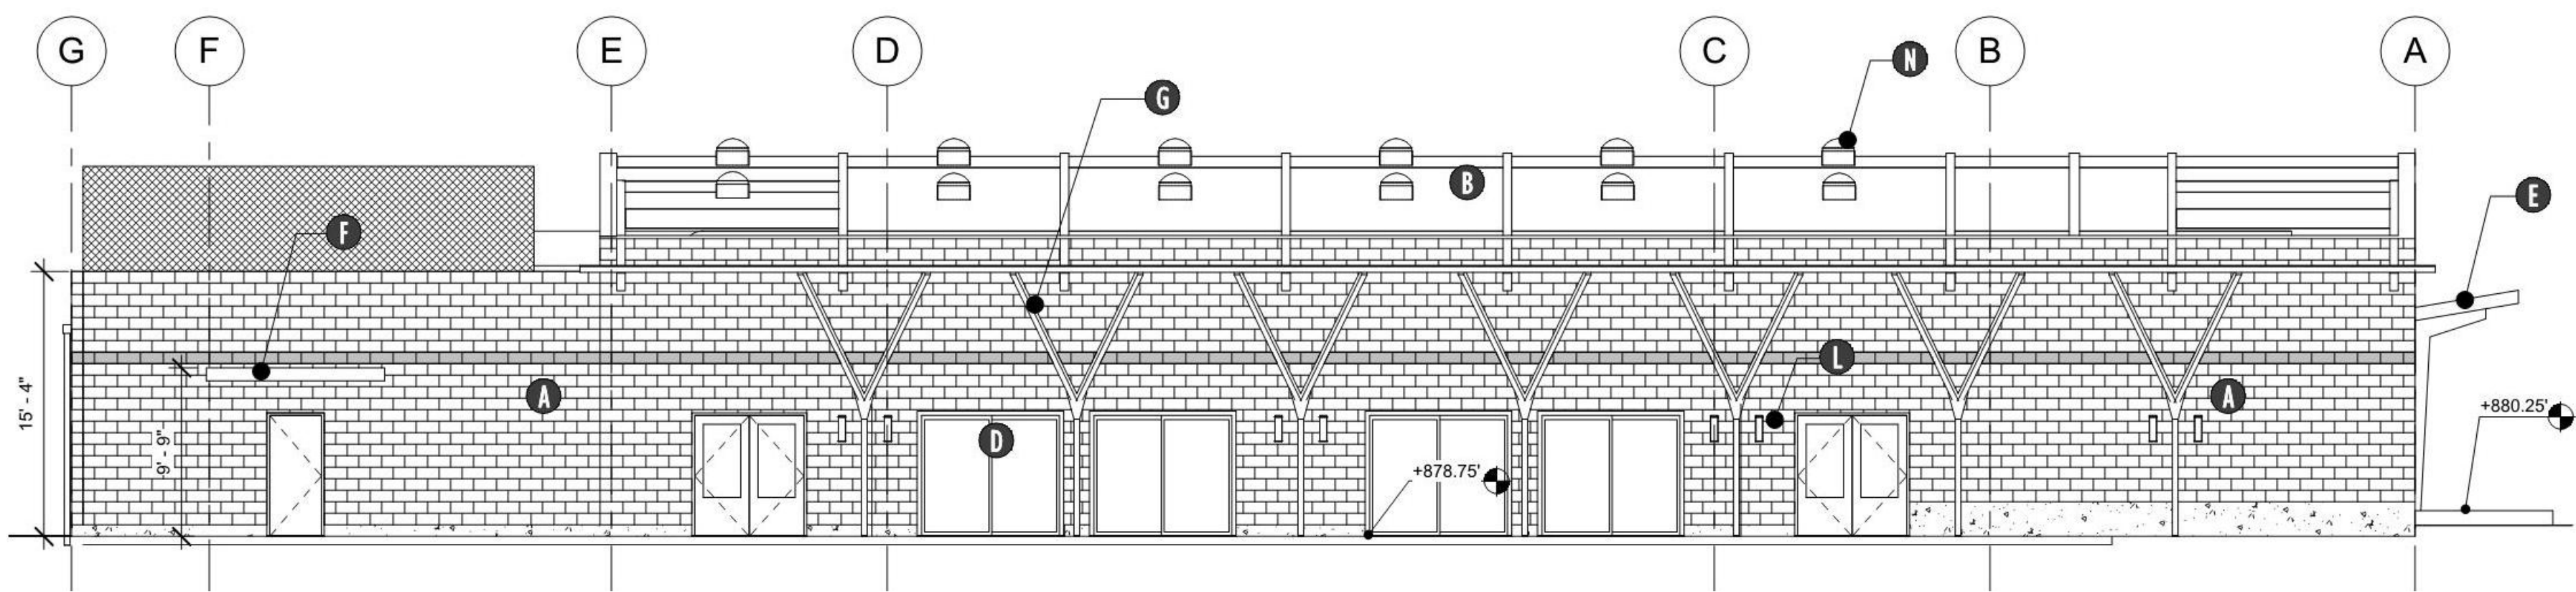 G F E D C B A
N
G
B
E
F
L
A
A
15' - 4"
9' - 9"
D
+880.25'
+878.75'